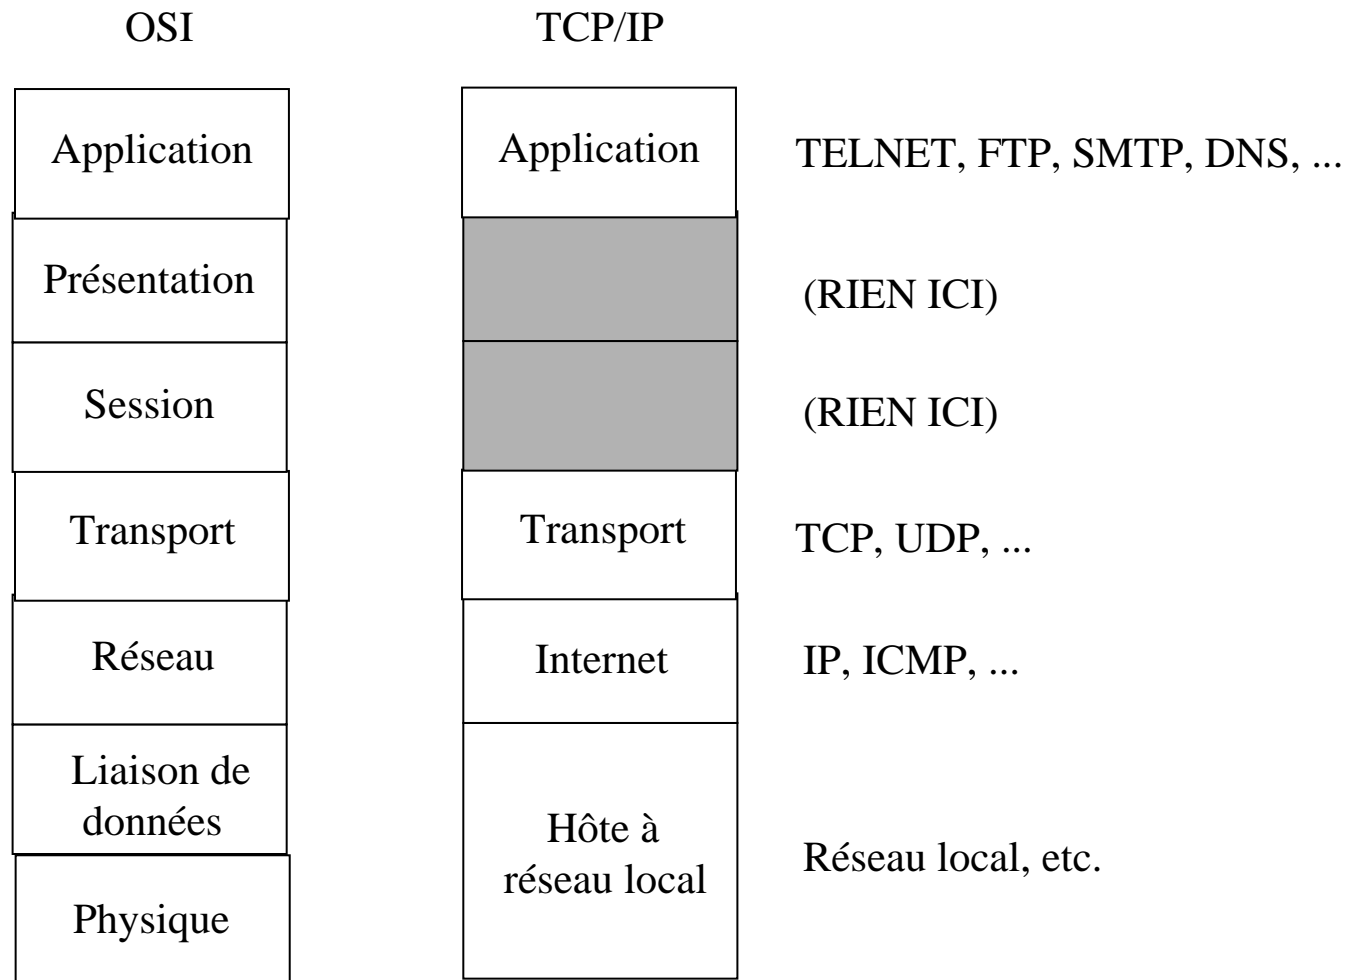 OSI TCP/IP
Application Application TELNET, FTP, SMTP, DNS, ...
Présentation (RIEN ICI)
Session (RIEN ICI)
Transport Transport TCP, UDP, ...
Réseau Internet IP, ICMP, ...
Liaison de
données
Hôte à
réseau local
Réseau local, etc.
Physique